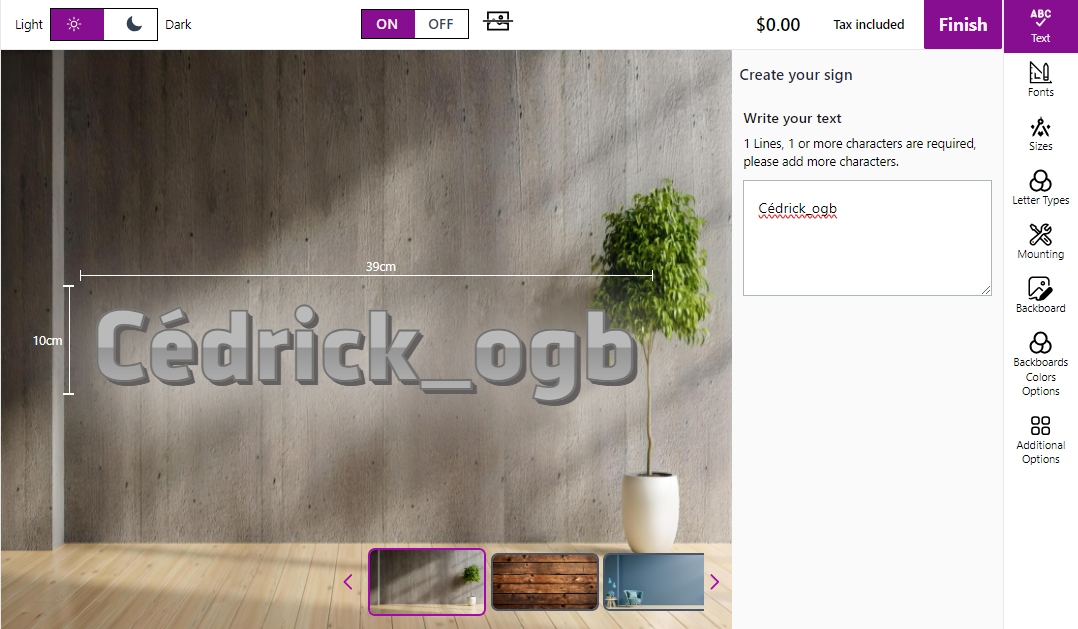 Light
Dark
ON
OFF
$0.00
Tax included
Finish
ABC
Text
Create your sign
Write your text
1 Lines, 1 or more characters are required,
please add more characters.
Cédrick_ogb
39cm
10cm
Cédrick_ogb
Fonts
Sizes
Letter Types
Mounting
Backboard
Backboards
Colors
Options
Additional
Options